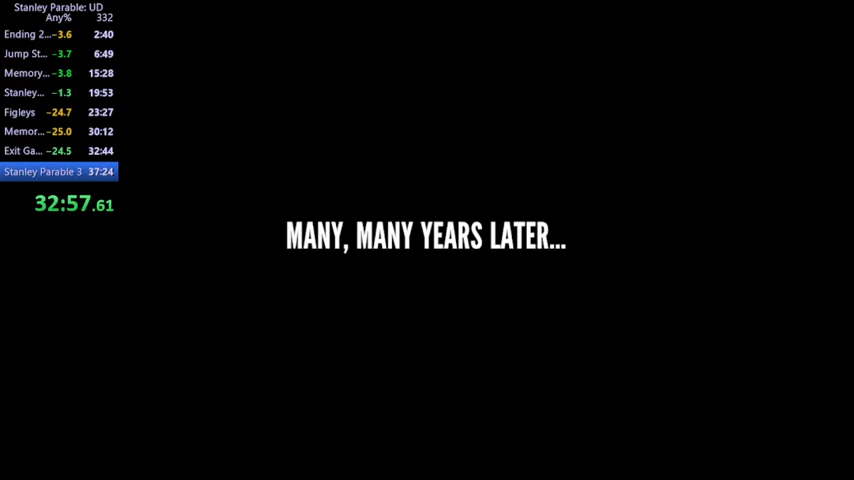 Stanley Parable: UD
Any% 332
Ending 2... −3.6 2:40
Jump St... −3.7 6:49
Memory... −3.8 15:28
Stanley... −1.3 19:53
Figleys −24.7 23:27
Memor... −25.0 30:12
Exit Ga... −24.5 32:44
Stanley Parable 3 37:24
32:57.61
MANY, MANY YEARS LATER...